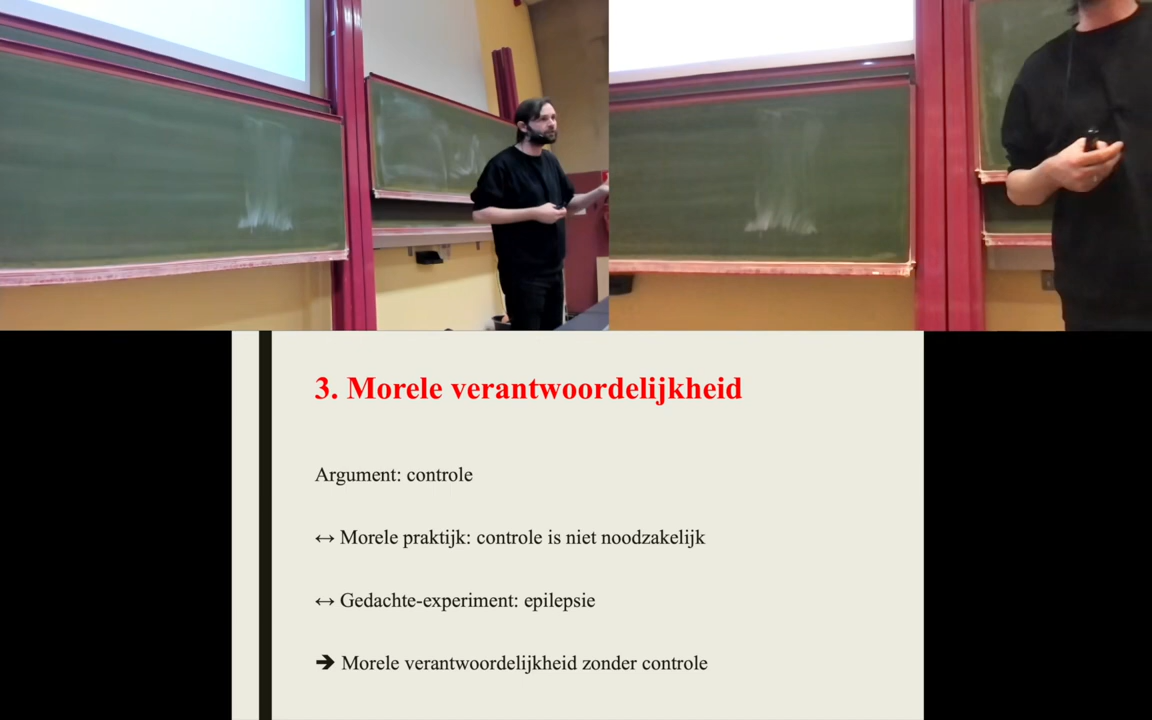 3. Morele verantwoordelijkheid
Argument: controle
↔ Morele praktijk: controle is niet noodzakelijk
↔ Gedachte-experiment: epilepsie
➔ Morele verantwoordelijkheid zonder controle